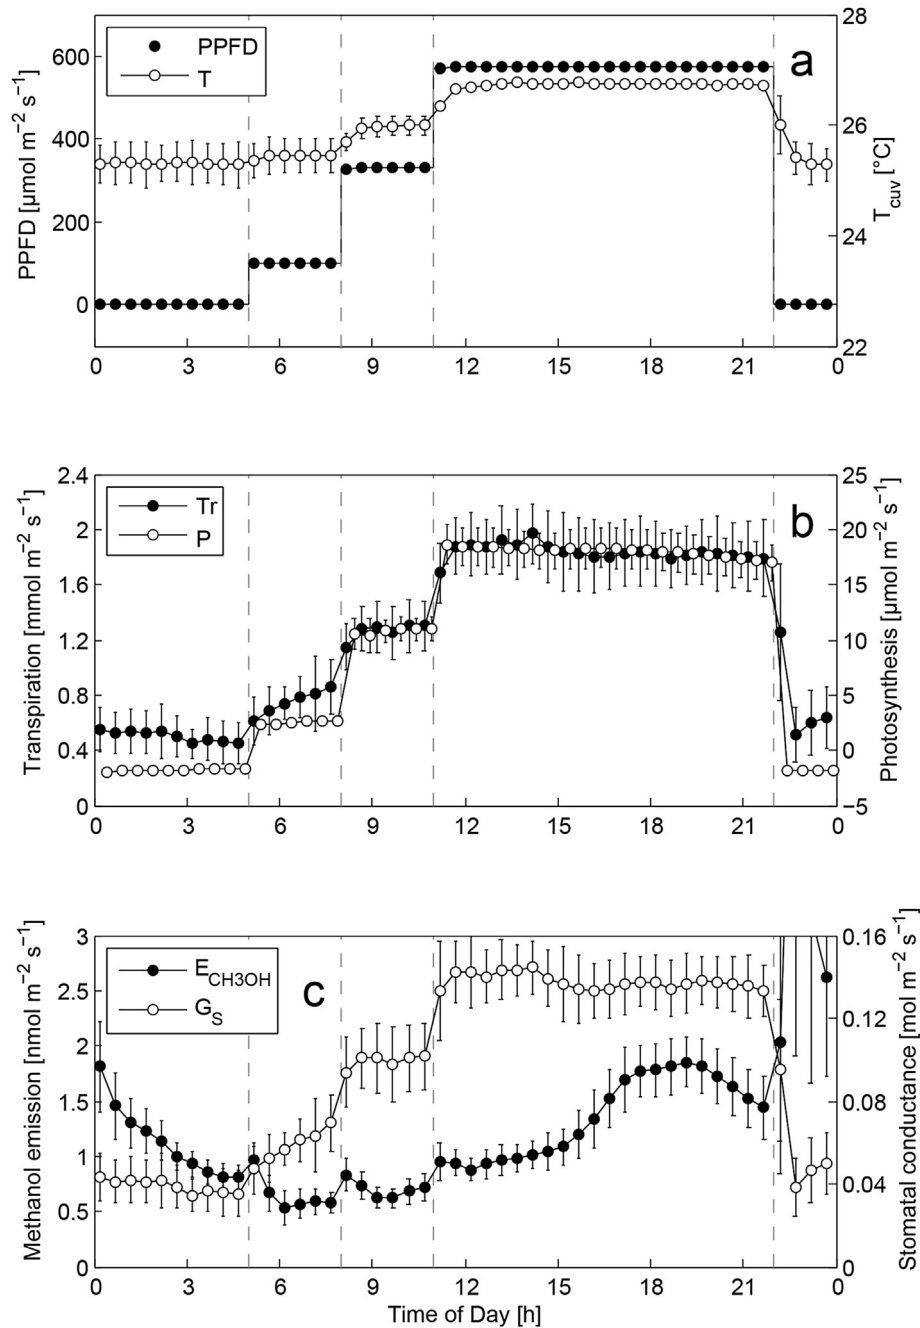 PPFD
T
a
600
400
200
0
28
26
24
22
PPFD [µmol m−2 s−1]
Tcuv [°C]
0 3 6 9 12 15 18 21 0
Tr
P
b
2.4
2
1.6
1.2
0.8
0.4
0
25
20
15
10
5
0
−5
Transpiration [mmol m−2 s−1]
Photosynthesis [µmol m−2 s−1]
0 3 6 9 12 15 18 21 0
ECH3OH
GS
c
3
2.5
2
1.5
1
0.5
0
0.16
0.12
0.08
0.04
0
Methanol emission [nmol m−2 s−1]
Stomatal conductance [mol m−2 s−1]
0 3 6 9 12 15 18 21 0
Time of Day [h]